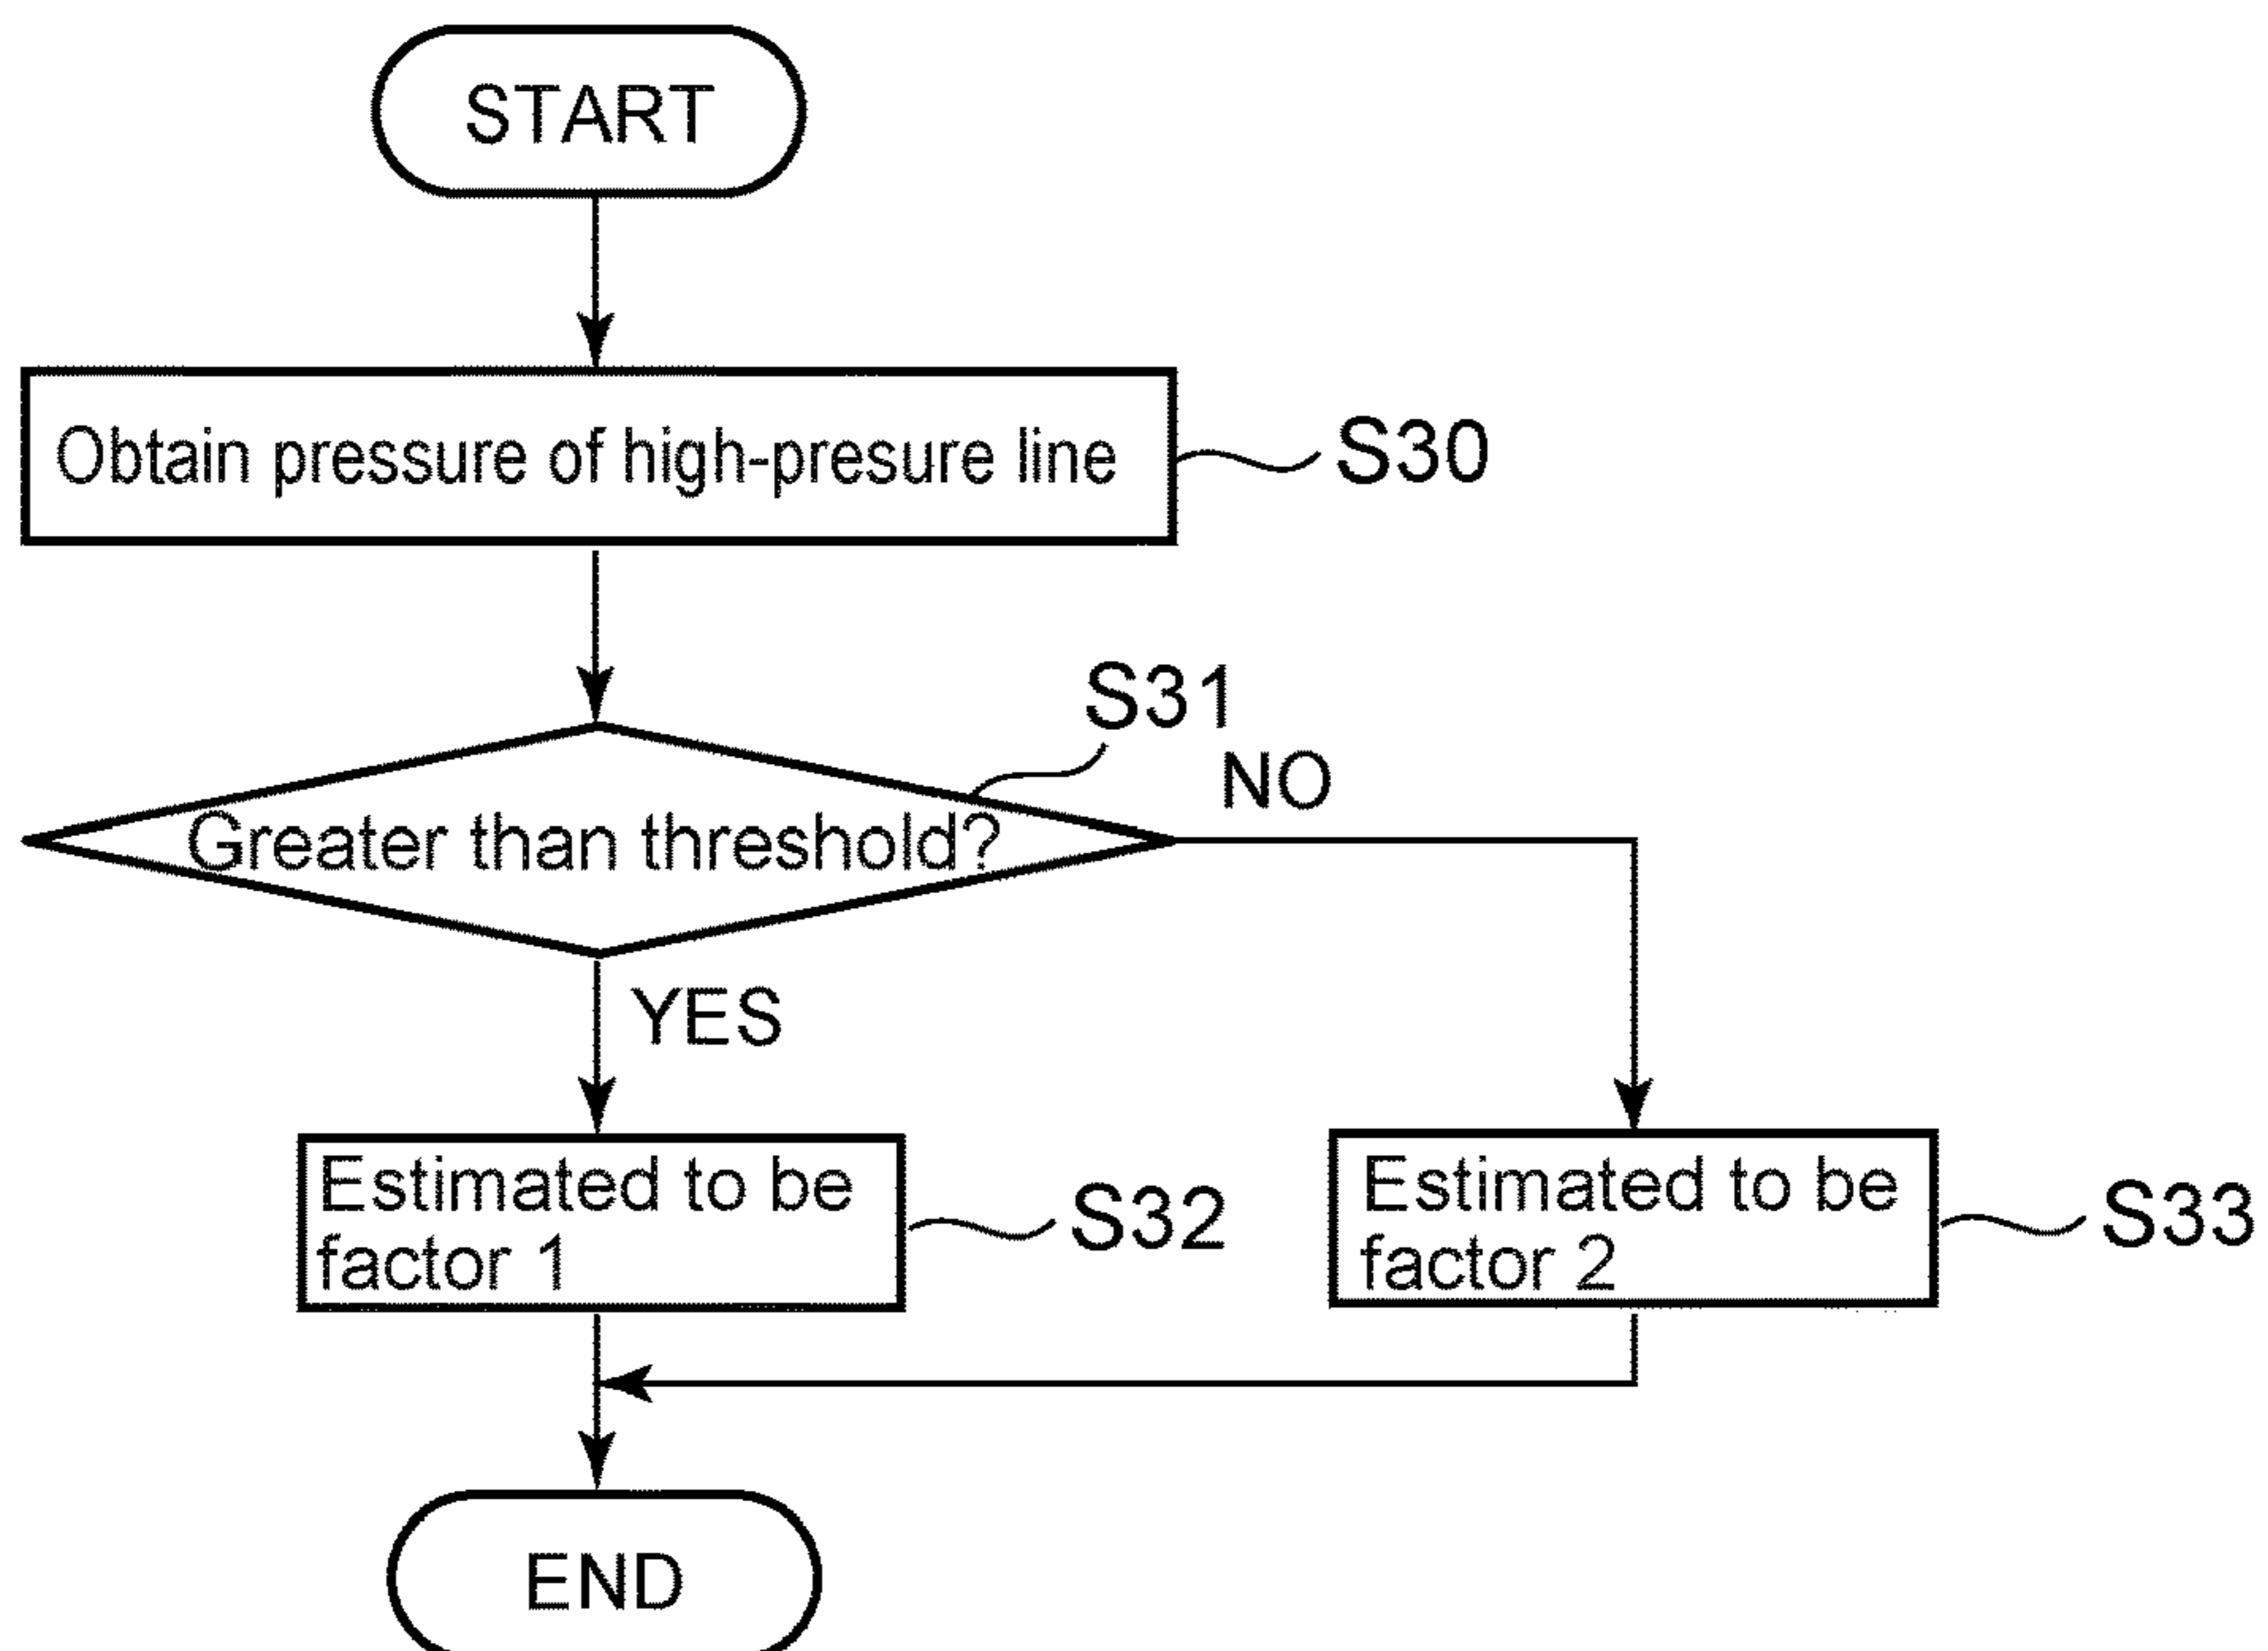 START
Obtain pressure of high-presure line
S30
S31
NO
Greater than threshold?
YES
Estimated to be
factor 1
S32
Estimated to be
factor 2
S33
END